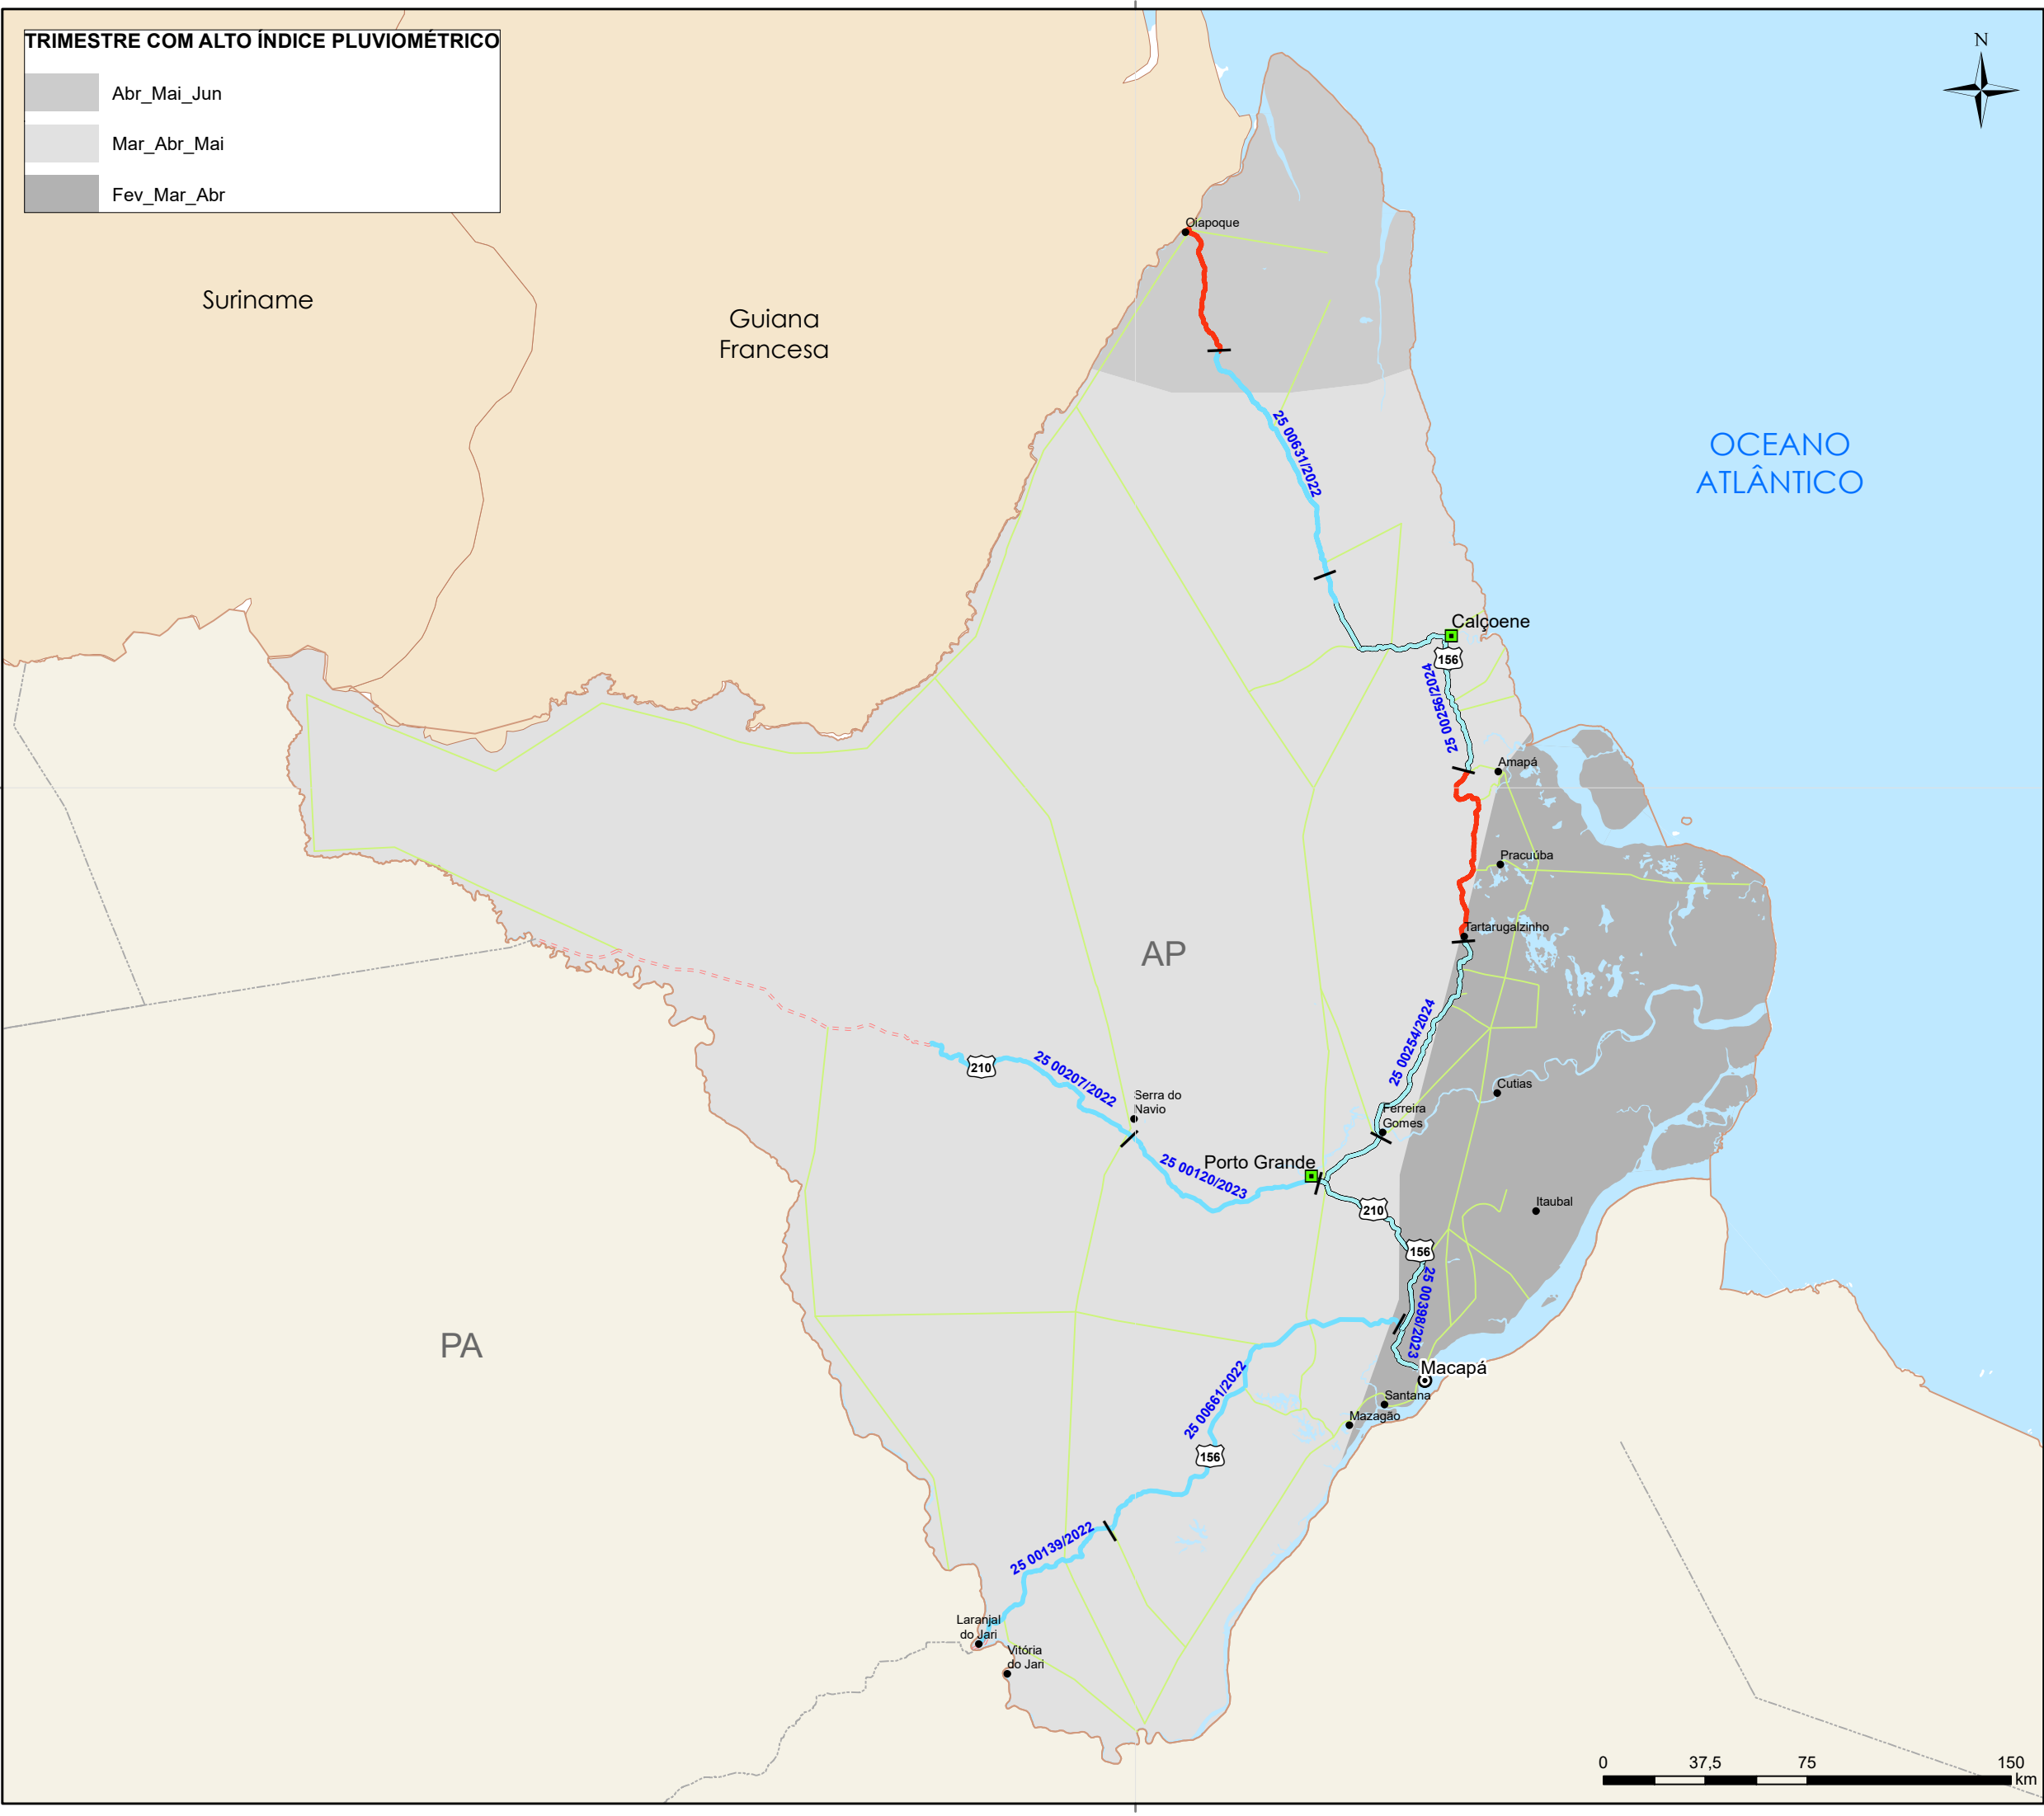 TRIMESTRE COM ALTO ÍNDICE PLUVIOMÉTRICO
Abr_Mai_Jun
Mar_Abr_Mai
Fev_Mar_Abr
N
Suriname
Guiana
Francesa
OCEANO
ATLÂNTICO
Oiapoque
25 00631/2022
Calçoene
156
25 00256/2024
Amapá
Pracuúba
Tartarugalzinho
AP
25 00254/2024
210
25 00207/2022
Serra do
Navio
Cutias
Ferreira
Gomes
25 00120/2023
Porto Grande
210
Itaubal
156
25 00398/2023
PA
Macapá
Santana
Mazagão
25 00661/2022
156
25 00139/2022
Laranjal
do Jari
Vitória
do Jari
0 37,5 75 150
km